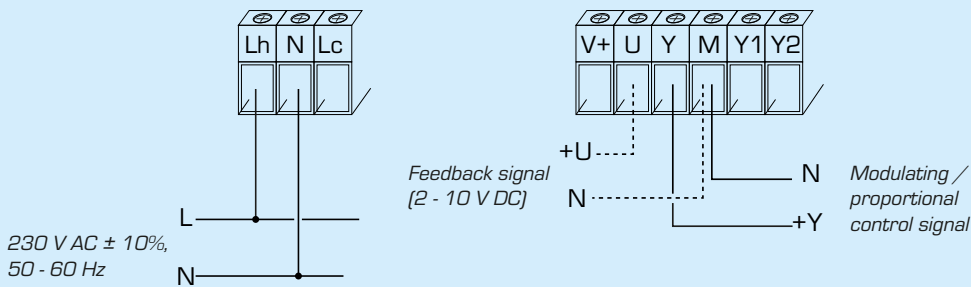 Lh N Lc
V+ U Y M Y1 Y2
+U
Feedback signal
(2 - 10 V DC)
N
N
Modulating /
proportional
control signal
+Y
L
230 V AC ± 10%,
50 - 60 Hz
N